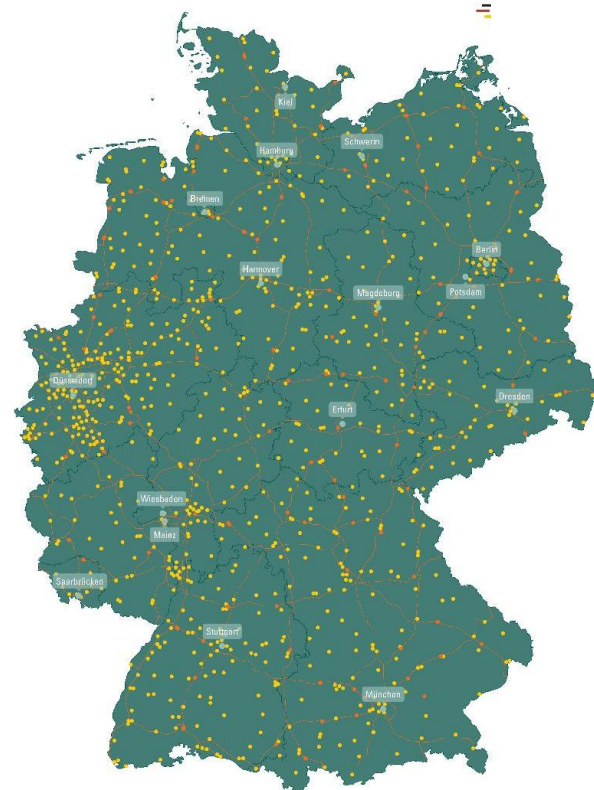 Kiel
Schwerin
Hamburg
Bremen
Berlin
Hannover
Potsdam
Magdeburg
Düsseldorf
Dresden
Erfurt
Wiesbaden
Mainz
Saarbrücken
Stuttgart
München